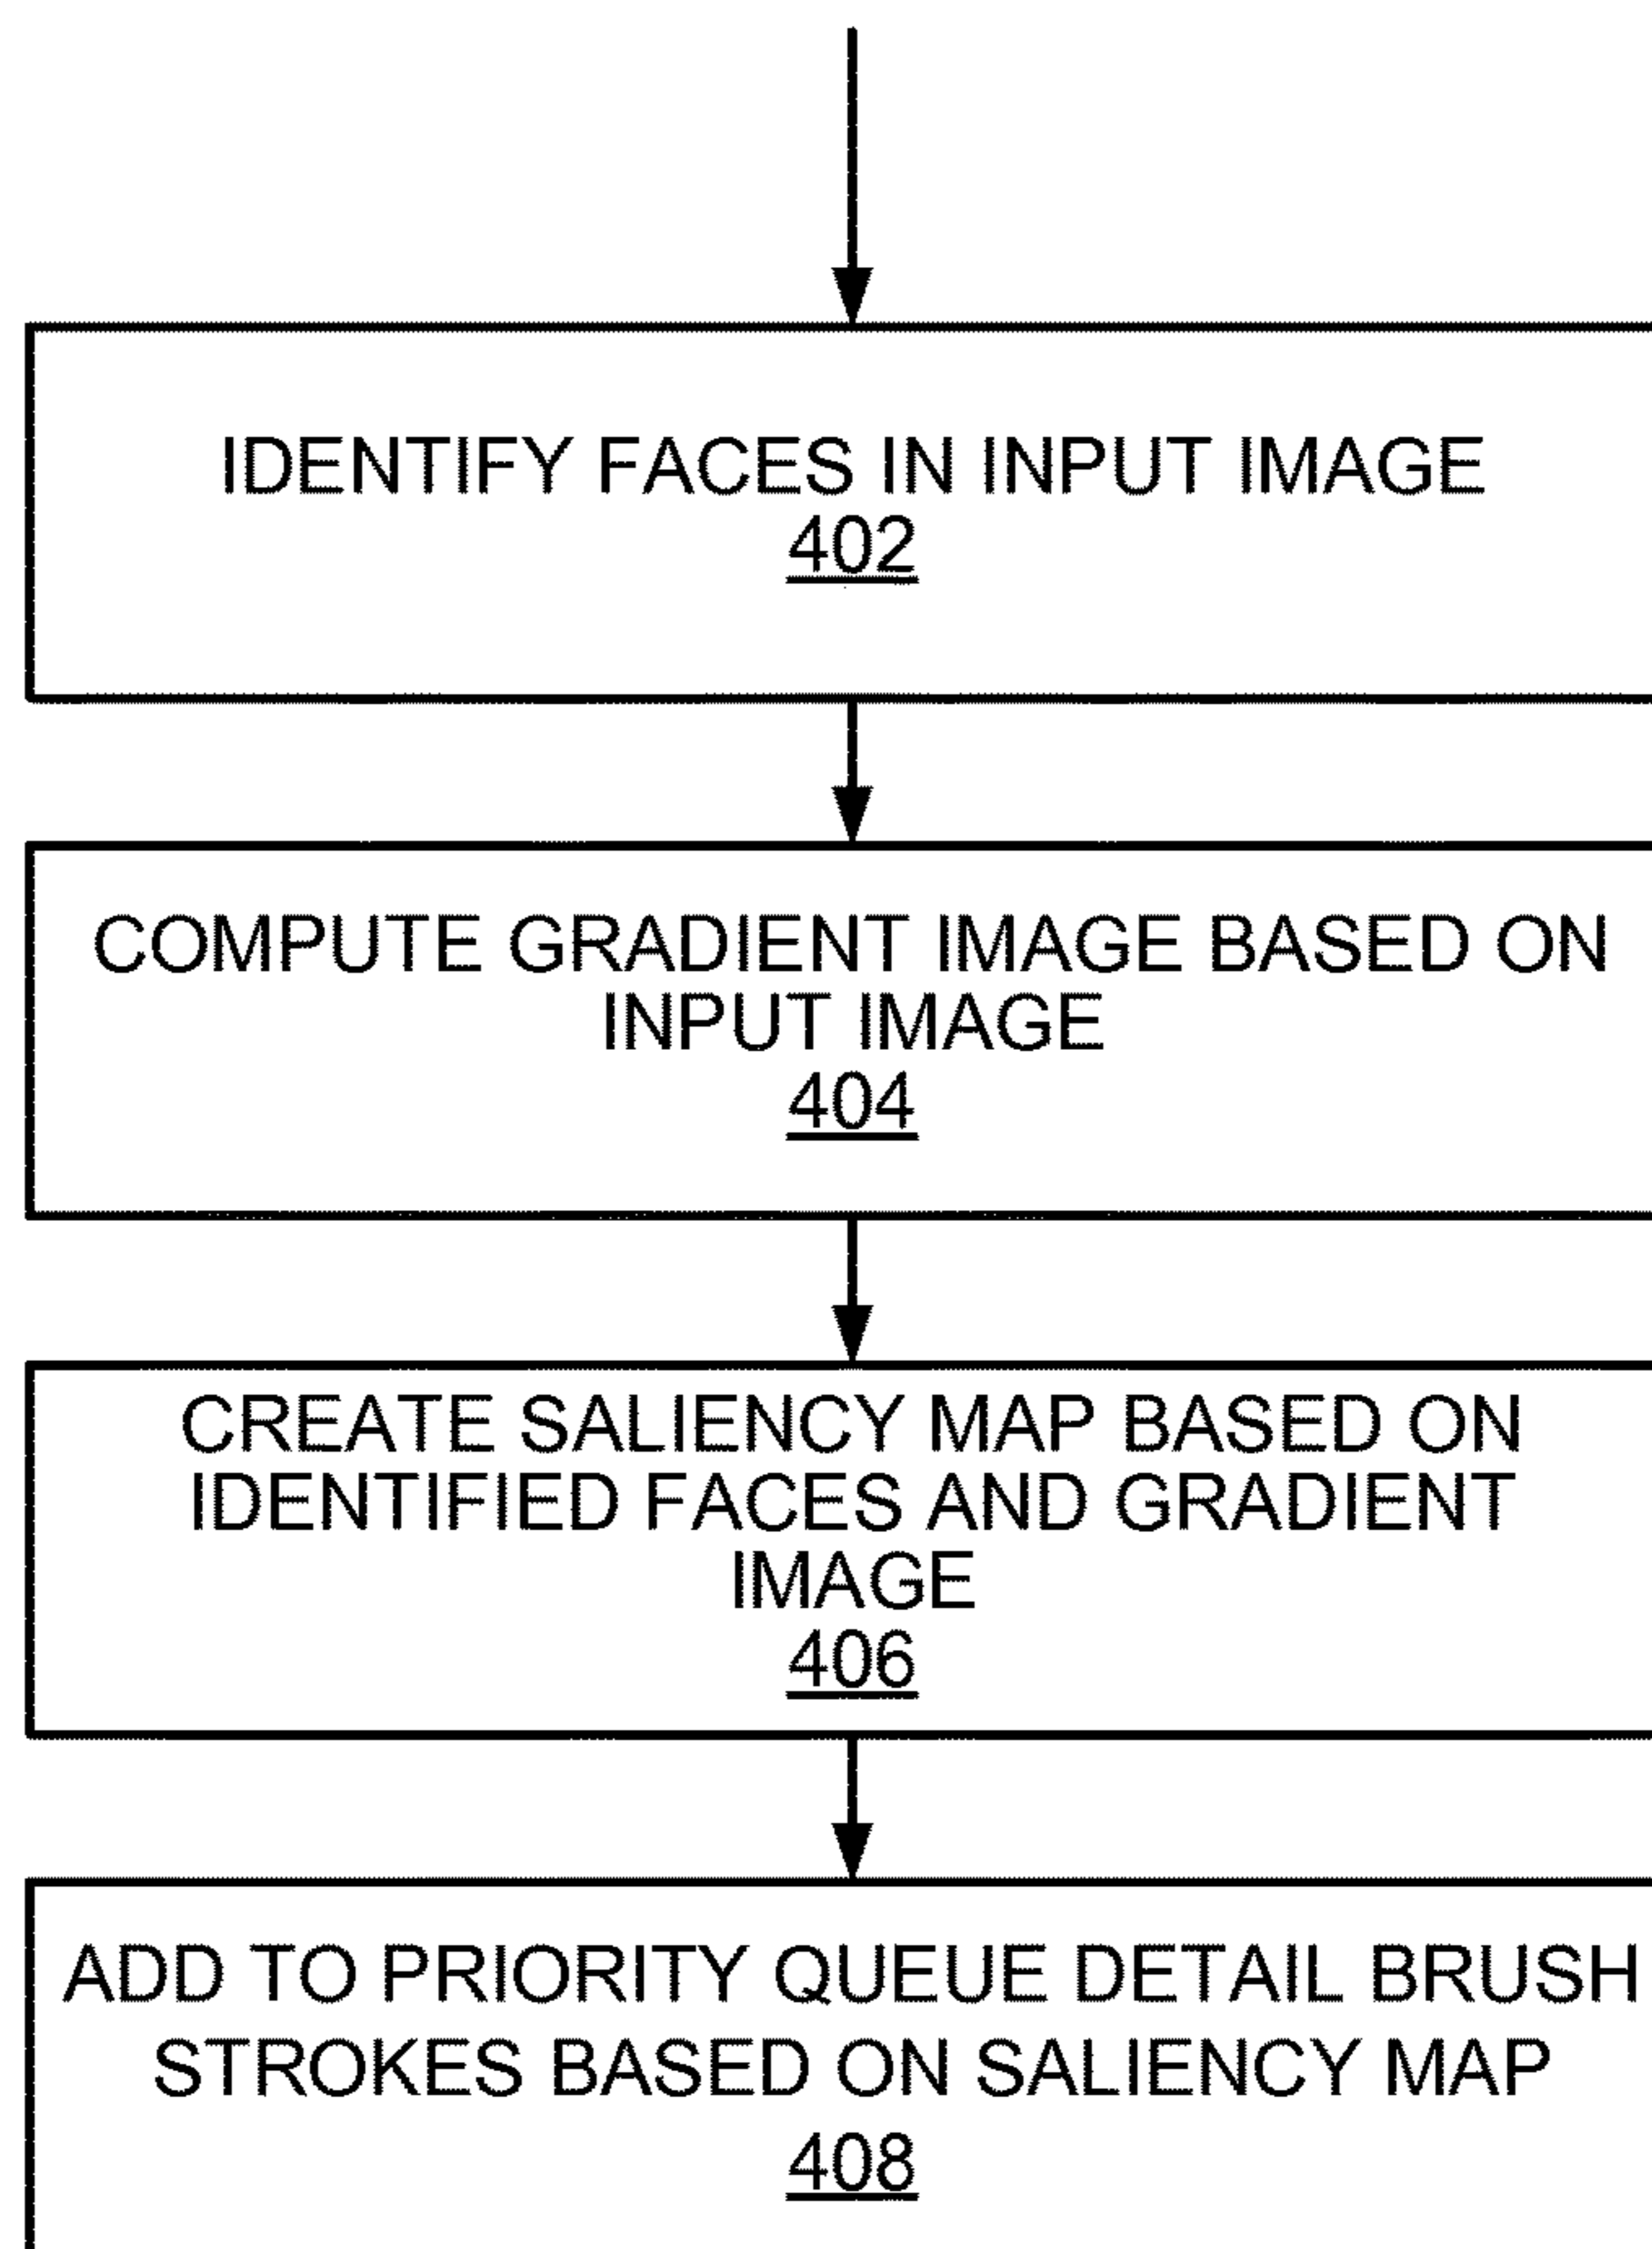 IDENTIFY FACES IN INPUT IMAGE
402
COMPUTE GRADIENT IMAGE BASED ON
INPUT IMAGE
404
CREATE SALIENCY MAP BASED ON
IDENTIFIED FACES AND GRADIENT
IMAGE
406
ADD TO PRIORITY QUEUE DETAIL BRUSH
STROKES BASED ON SALIENCY MAP
408